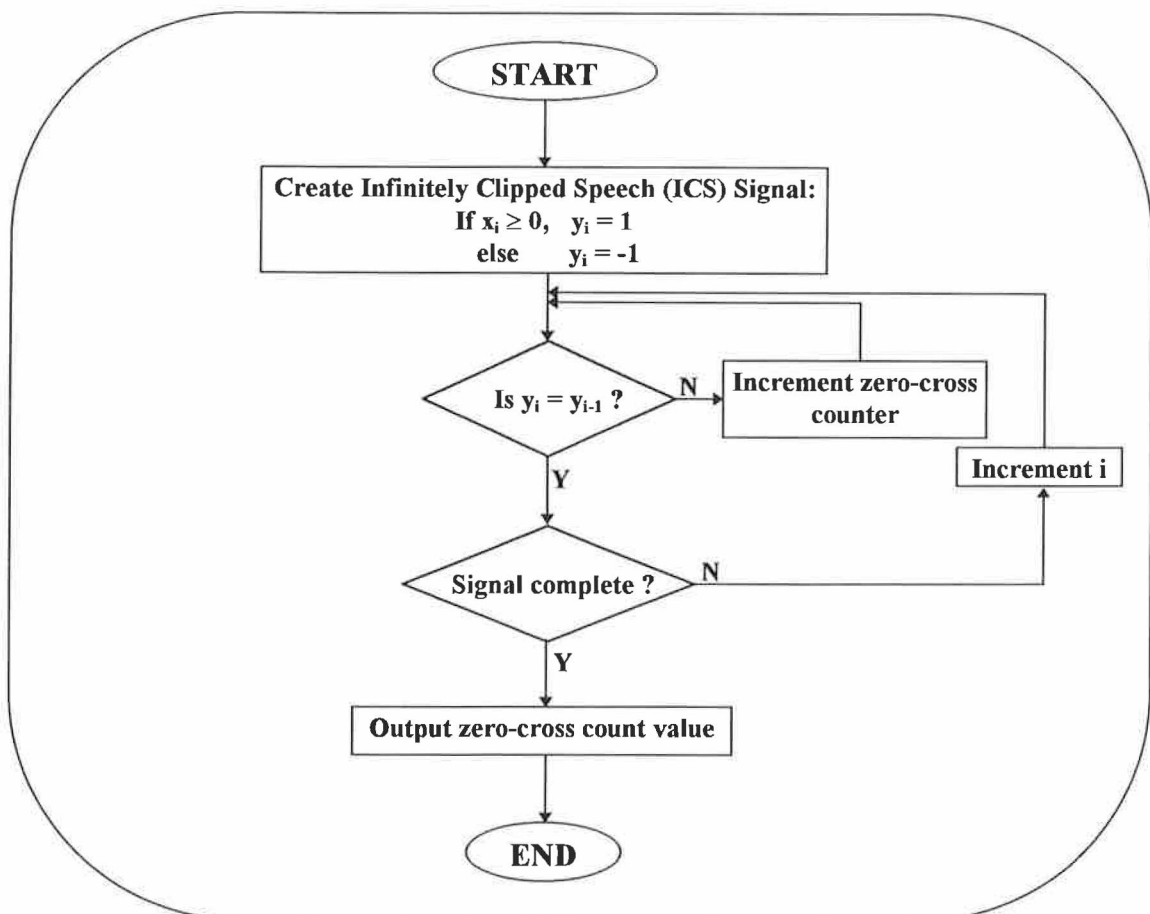 START
Create Infinitely Clipped Speech (ICS) Signal:
If xᵢ ≥ 0, yᵢ = 1
else yᵢ = -1
Is yᵢ = yᵢ₋₁ ?
N
Increment zero-cross
counter
Increment i
Y
Signal complete ?
N
Y
Output zero-cross count value
END